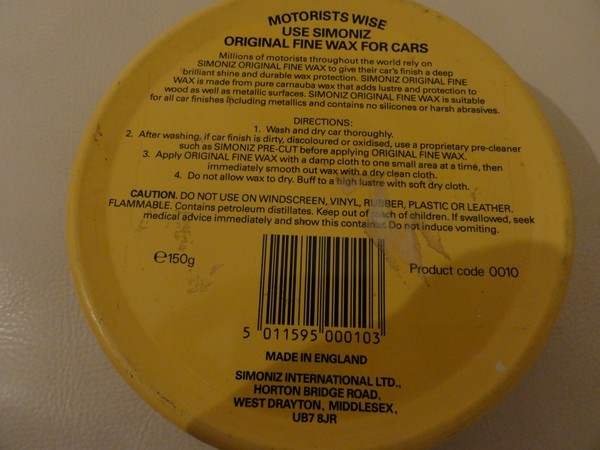 MOTORISTS WISE
USE SIMONIZ
ORIGINAL FINE WAX FOR CARS
Millions of motorists throughout the world rely on
SIMONIZ ORIGINAL FINE WAX to give their car's finish a deep
brilliant shine and durable wax protection. SIMONIZ ORIGINAL FINE
WAX is made from pure carnauba wax that adds lustre and protection to
wood as well as metallic surfaces. SIMONIZ ORIGINAL FINE WAX is suitable
for all car finishes including metallics and contains no silicones or harsh abrasives.
DIRECTIONS:
1. Wash and dry car thoroughly.
2. After washing, if car finish is dirty, discoloured or oxidised, use a proprietary pre-cleaner
such as SIMONIZ PRE-CUT before applying ORIGINAL FINE WAX.
3. Apply ORIGINAL FINE WAX with a damp cloth to one small area at a time, then
immediately smooth out wax with a dry clean cloth.
4. Do not allow wax to dry. Buff to a high lustre with soft dry cloth.
CAUTION. DO NOT USE ON WINDSCREEN, VINYL, RUBBER, PLASTIC OR LEATHER.
FLAMMABLE. Contains petroleum distillates. Keep out of reach of children. If swallowed, seek
medical advice immediately and show this container. Do not induce vomiting.
℮150g
Product code 0010
5 011595 000103
MADE IN ENGLAND
SIMONIZ INTERNATIONAL LTD.,
HORTON BRIDGE ROAD,
WEST DRAYTON, MIDDLESEX,
UB7 8JR